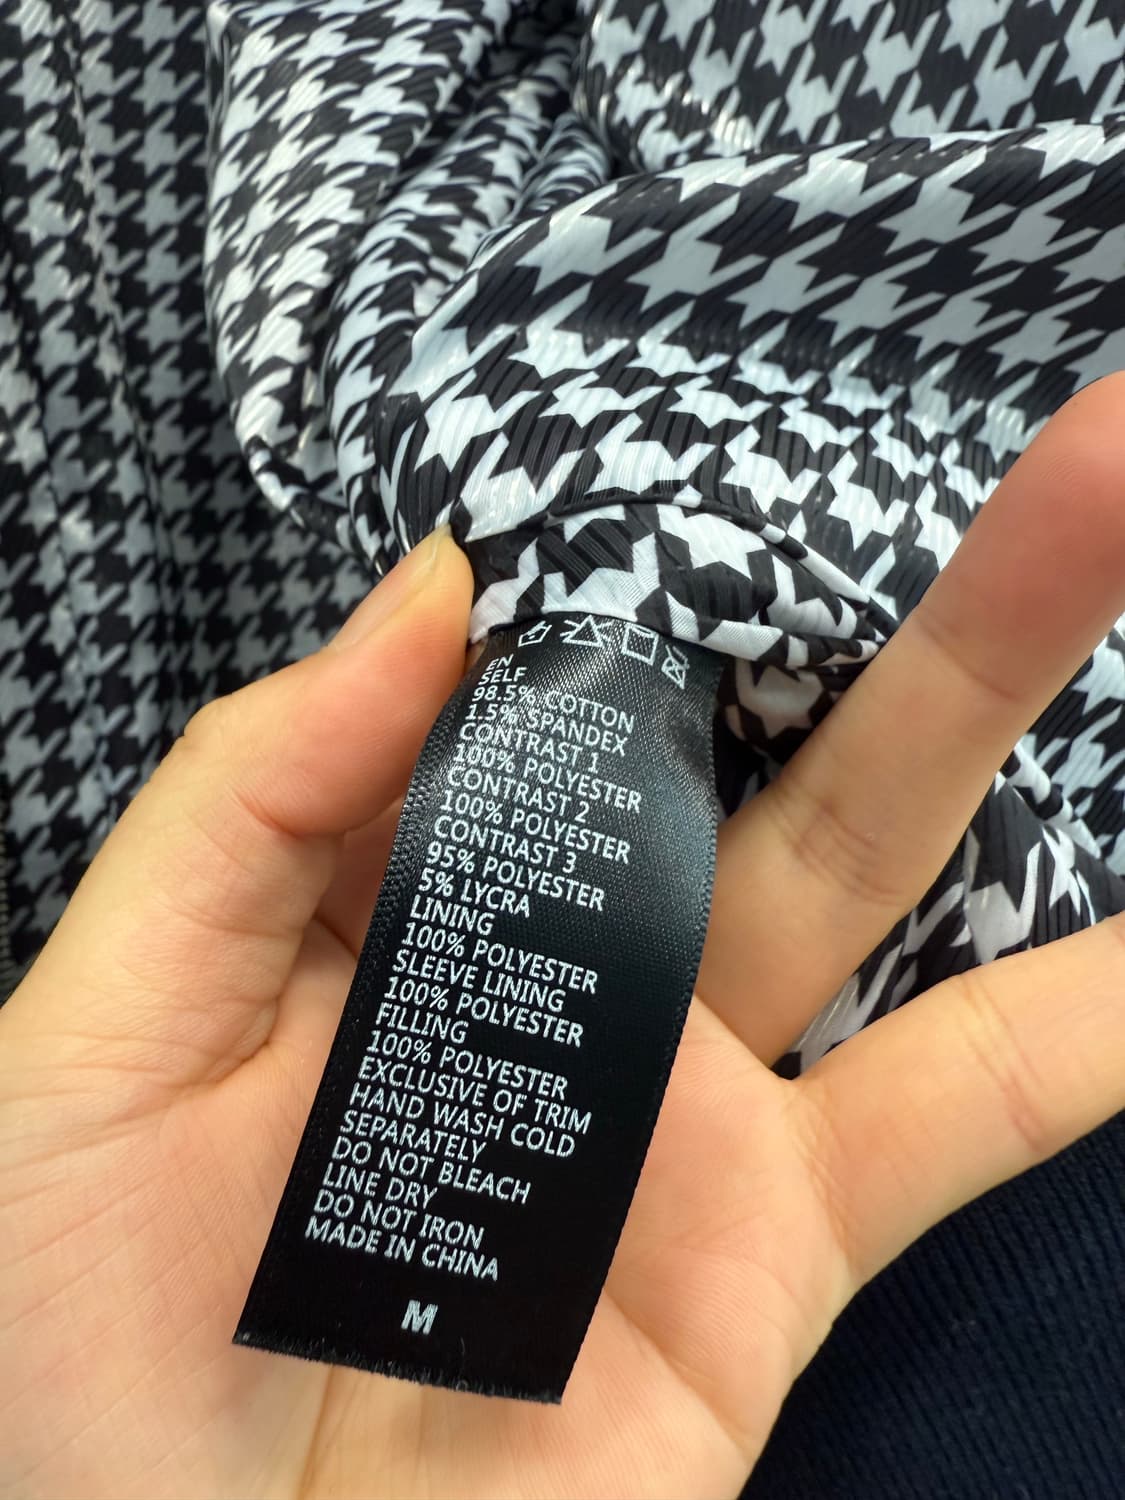 EN
SELF
98.5% COTTON
1.5% SPANDEX
CONTRAST 1
100% POLYESTER
CONTRAST 2
100% POLYESTER
CONTRAST 3
95% POLYESTER
5% LYCRA
LINING
100% POLYESTER
SLEEVE LINING
100% POLYESTER
FILLING
100% POLYESTER
EXCLUSIVE OF TRIM
HAND WASH COLD
SEPARATELY
DO NOT BLEACH
LINE DRY
DO NOT IRON
MADE IN CHINA
M